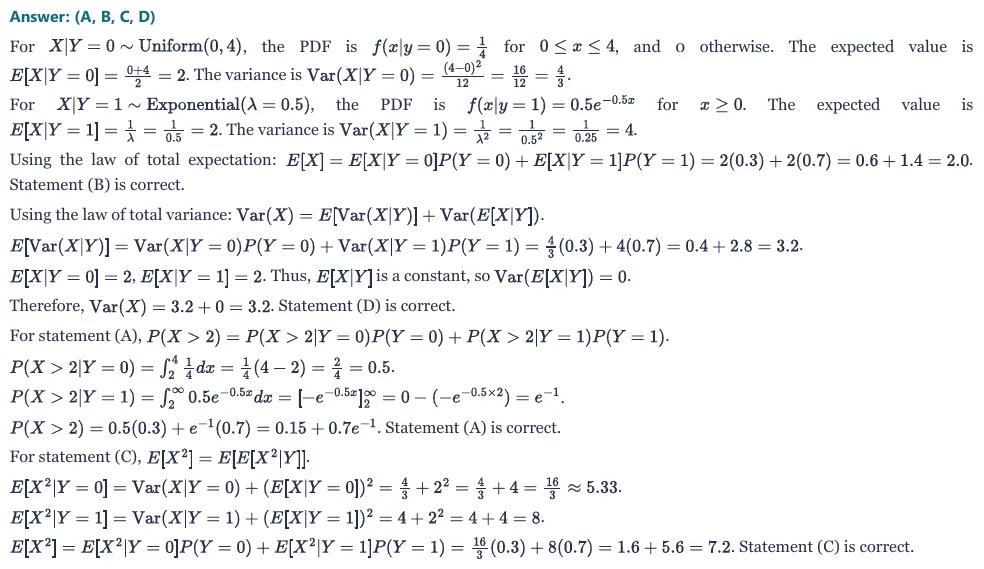 Answer: (A, B, C, D)
For X|Y = 0 ∼ Uniform(0, 4), the PDF is f(x|y = 0) = 1/4 for 0 ≤ x ≤ 4, and 0 otherwise. The expected value is
E[X|Y = 0] = (0+4)/2 = 2. The variance is Var(X|Y = 0) = (4−0)²/12 = 16/12 = 4/3.
For X|Y = 1 ∼ Exponential(λ = 0.5), the PDF is f(x|y = 1) = 0.5e^{−0.5x} for x ≥ 0. The expected value is
E[X|Y = 1] = 1/λ = 1/0.5 = 2. The variance is Var(X|Y = 1) = 1/λ² = 1/0.5² = 1/0.25 = 4.
Using the law of total expectation: E[X] = E[X|Y = 0]P(Y = 0) + E[X|Y = 1]P(Y = 1) = 2(0.3) + 2(0.7) = 0.6 + 1.4 = 2.0.
Statement (B) is correct.
Using the law of total variance: Var(X) = E[Var(X|Y)] + Var(E[X|Y]).
E[Var(X|Y)] = Var(X|Y = 0)P(Y = 0) + Var(X|Y = 1)P(Y = 1) = 4/3(0.3) + 4(0.7) = 0.4 + 2.8 = 3.2.
E[X|Y = 0] = 2, E[X|Y = 1] = 2. Thus, E[X|Y] is a constant, so Var(E[X|Y]) = 0.
Therefore, Var(X) = 3.2 + 0 = 3.2. Statement (D) is correct.
For statement (A), P(X > 2) = P(X > 2|Y = 0)P(Y = 0) + P(X > 2|Y = 1)P(Y = 1).
P(X > 2|Y = 0) = ∫₂⁴ 1/4 dx = 1/4(4 − 2) = 2/4 = 0.5.
P(X > 2|Y = 1) = ∫₂^∞ 0.5e^{−0.5x}dx = [−e^{−0.5x}]₂^∞ = 0 − (−e^{−0.5×2}) = e^{−1}.
P(X > 2) = 0.5(0.3) + e^{−1}(0.7) = 0.15 + 0.7e^{−1}. Statement (A) is correct.
For statement (C), E[X²] = E[E[X²|Y]].
E[X²|Y = 0] = Var(X|Y = 0) + (E[X|Y = 0])² = 4/3 + 2² = 4/3 + 4 = 16/3 ≈ 5.33.
E[X²|Y = 1] = Var(X|Y = 1) + (E[X|Y = 1])² = 4 + 2² = 4 + 4 = 8.
E[X²] = E[X²|Y = 0]P(Y = 0) + E[X²|Y = 1]P(Y = 1) = 16/3(0.3) + 8(0.7) = 1.6 + 5.6 = 7.2. Statement (C) is correct.